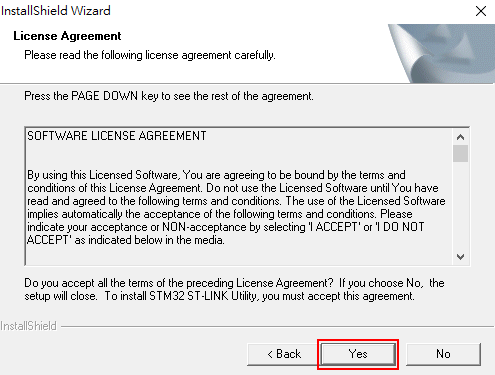 InstallShield Wizard
License Agreement
Please read the following license agreement carefully.
Press the PAGE DOWN key to see the rest of the agreement.
SOFTWARE LICENSE AGREEMENT
By using this Licensed Software, You are agreeing to be bound by the terms and
conditions of this License Agreement. Do not use the Licensed Software until You have
read and agreed to the following terms and conditions. The use of the Licensed Software
implies automatically the acceptance of the following terms and conditions. Please
indicate your acceptance or NON-acceptance by selecting 'I ACCEPT' or 'I DO NOT
ACCEPT' as indicated below in the media.
Do you accept all the terms of the preceding License Agreement? If you choose No, the
setup will close. To install STM32 ST-LINK Utility, you must accept this agreement.
InstallShield
< Back
Yes
No